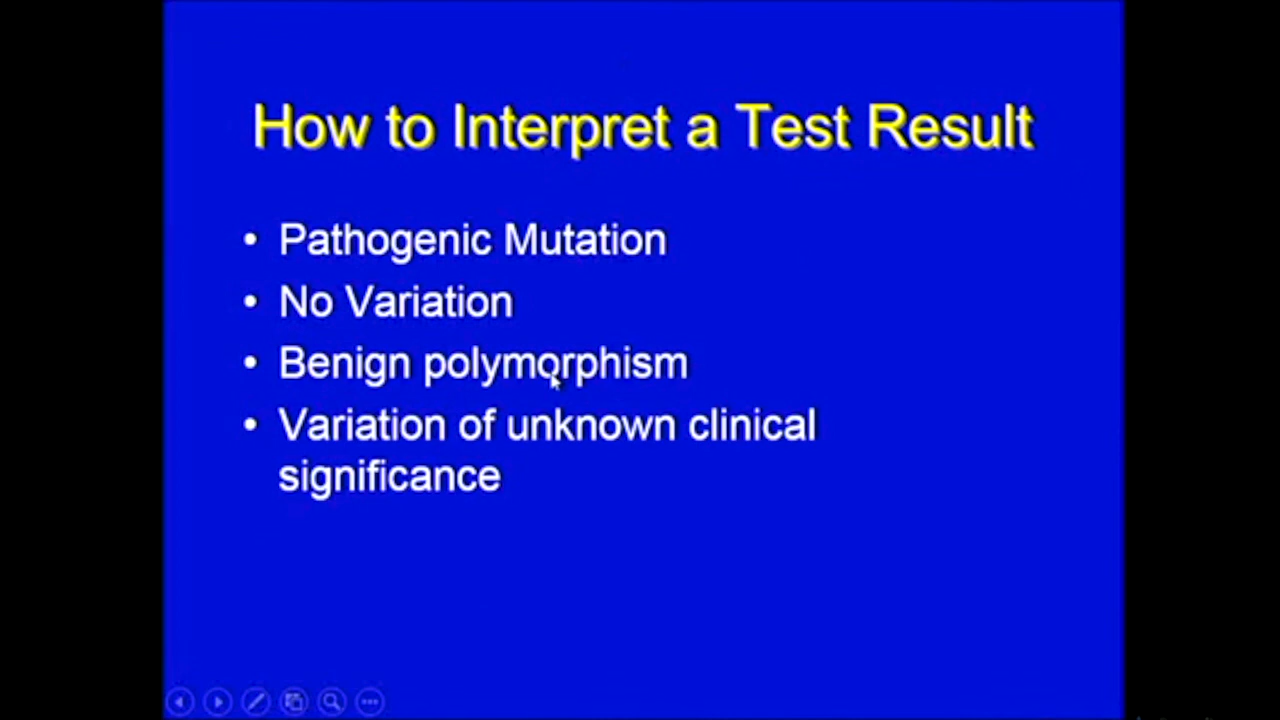 How to Interpret a Test Result
• Pathogenic Mutation
• No Variation
• Benign polymorphism
• Variation of unknown clinical
significance